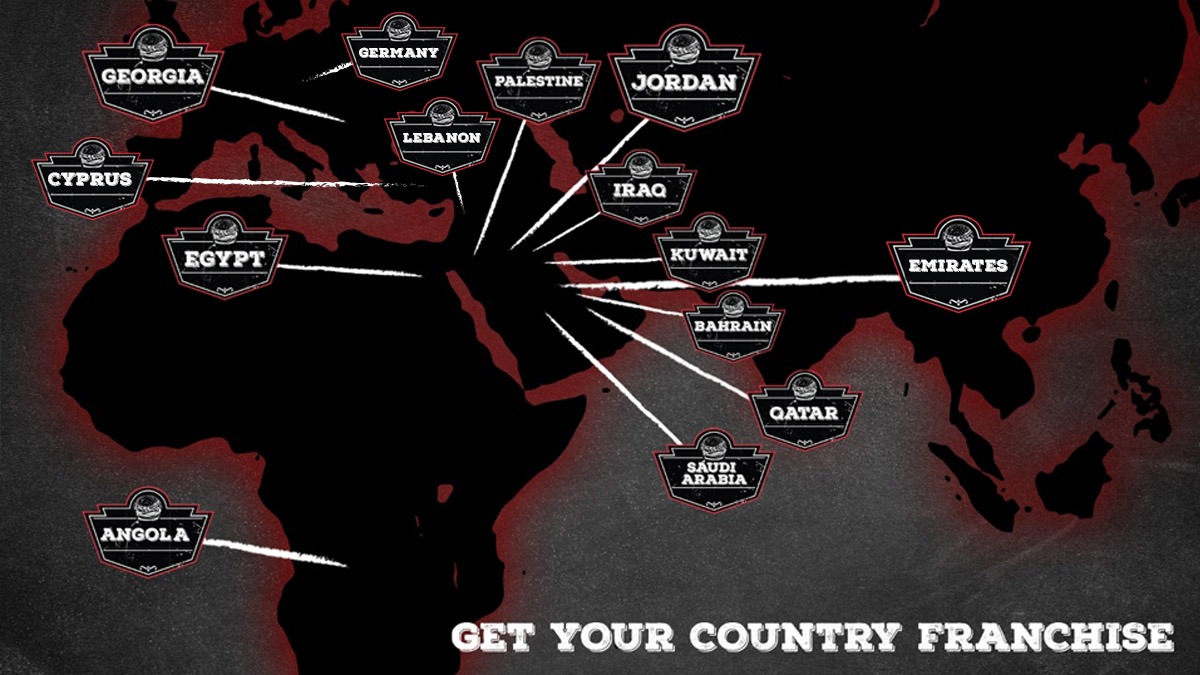 GERMANY
GEORGIA
PALESTINE
JORDAN
LEBANON
CYPRUS
IRAQ
EGYPT
KUWAIT
EMIRATES
BAHRAIN
QATAR
SAUDI
ARABIA
ANGOLA
GET YOUR COUNTRY FRANCHISE